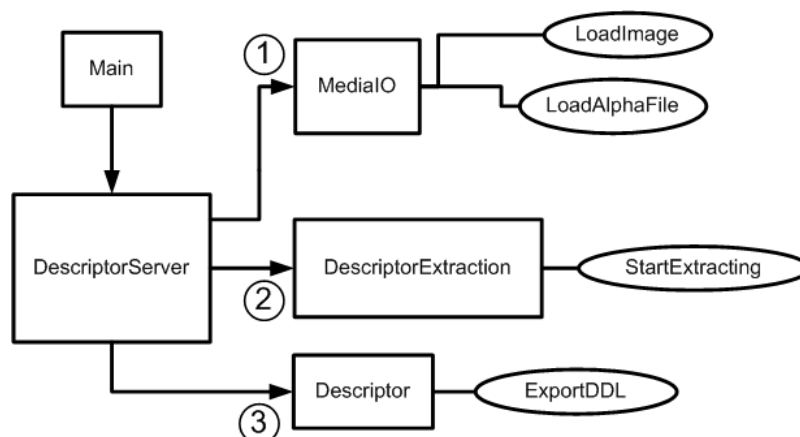 LoadImage
1
Main
MediaIO
LoadAlphaFile
DescriptorServer
DescriptorExtraction
StartExtracting
2
Descriptor
ExportDDL
3